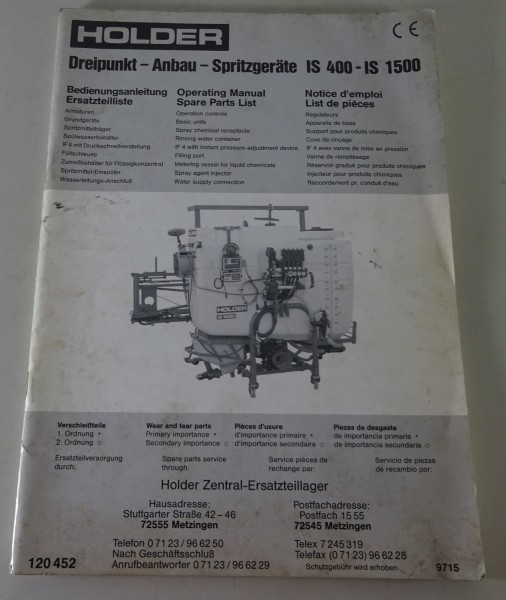 HOLDER
CE
Dreipunkt – Anbau – Spritzgeräte IS 400 - IS 1500
Bedienungsanleitung
Ersatzteilliste
Armaturen
Grundgeräte
Spritzmittelträger
Spülwasserbehälter
IF 4 mit Druckschnellverstellung
Füllschleuse
Zumeßbehälter für Flüssigkonzentrat
Spritzmittel-Einspüler
Wasserleitungs-Anschluß
Operating Manual
Spare Parts List
Operation controls
Basic units
Spray chemical receptacle
Rinsing water container
IF 4 with instant pressure-adjustment device
Filling port
Metering vessel for liquid chemicals
Spray agent injector
Water supply connection
Notice d'emploi
List de pièces
Régulateurs
Appareils de base
Support pour produits chimiques
Cuve de rinçage
IF 4 avec vanne de mise en pression
Vanne de remplissage
Réservoir gradué pour produits chimiques
Injecteur pour produits chimiques
Raccordement pr. conduit d'eau
HOLDER
Verschleißteile
1. Ordnung *
2. Ordnung ○
Wear and tear parts
Primary importance *
Secondary importance ○
Pièces d'usure
d'importance primaire *
d'importance secondaire ○
Piezas de desgaste
de importancia primaria *
de importancia secundaria ○
Ersatzteilversorgung
durch:
Spare parts service
through:
Service pièces de
rechange par:
Servicio de piezas
de recambio por:
Holder Zentral-Ersatzteillager
Hausadresse:
Stuttgarter Straße 42 – 46
72555 Metzingen
Postfachadresse:
Postfach 15 55
72545 Metzingen
Telefon 0 71 23 / 96 62 50
Nach Geschäftsschluß
Anrufbeantworter 0 71 23 / 96 62 29
Telex 7 245 319
Telefax (0 71 23) 96 62 28
Schutzgebühr wird erhoben
120 452
9715